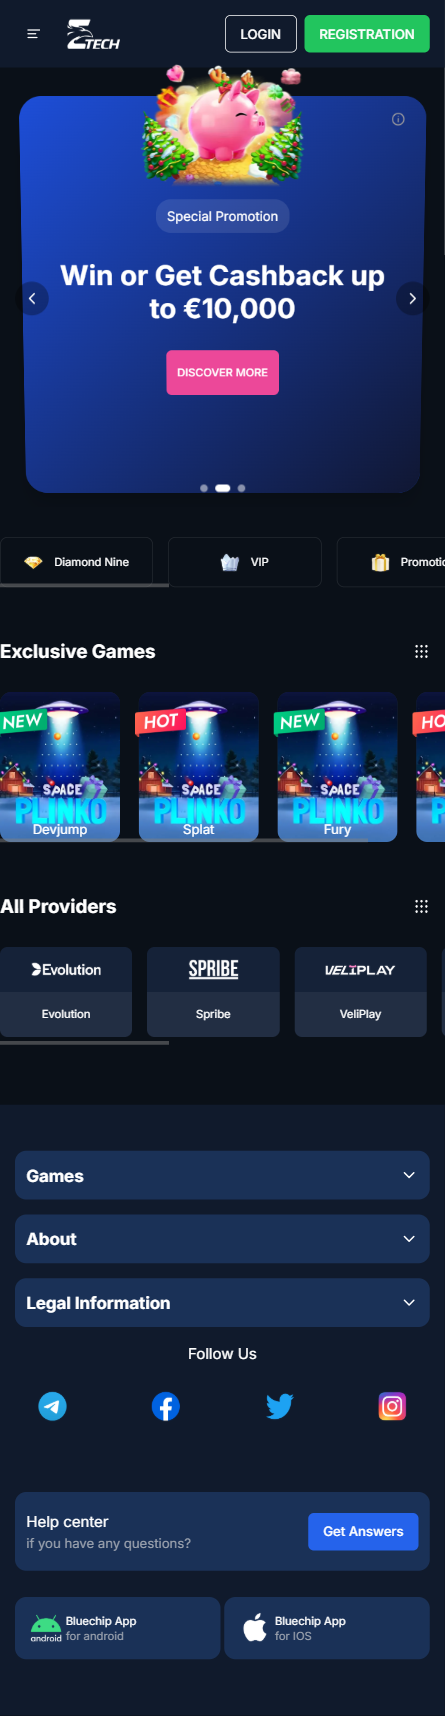 ZTECH
LOGIN
REGISTRATION
Special Promotion
Win or Get Cashback up
to €10,000
DISCOVER MORE
Diamond Nine
VIP
Promotio
Exclusive Games
NEW
HOT
NEW
HO
SPACE
PLINKO
Devjump
SPACE
PLINKO
Splat
SPACE
PLINKO
Fury
All Providers
Evolution
SPRIBE
VELIPLAY
Evolution
Spribe
VeliPlay
Games
About
Legal Information
Follow Us
Help center
if you have any questions?
Get Answers
android
Bluechip App
for android
Bluechip App
for IOS